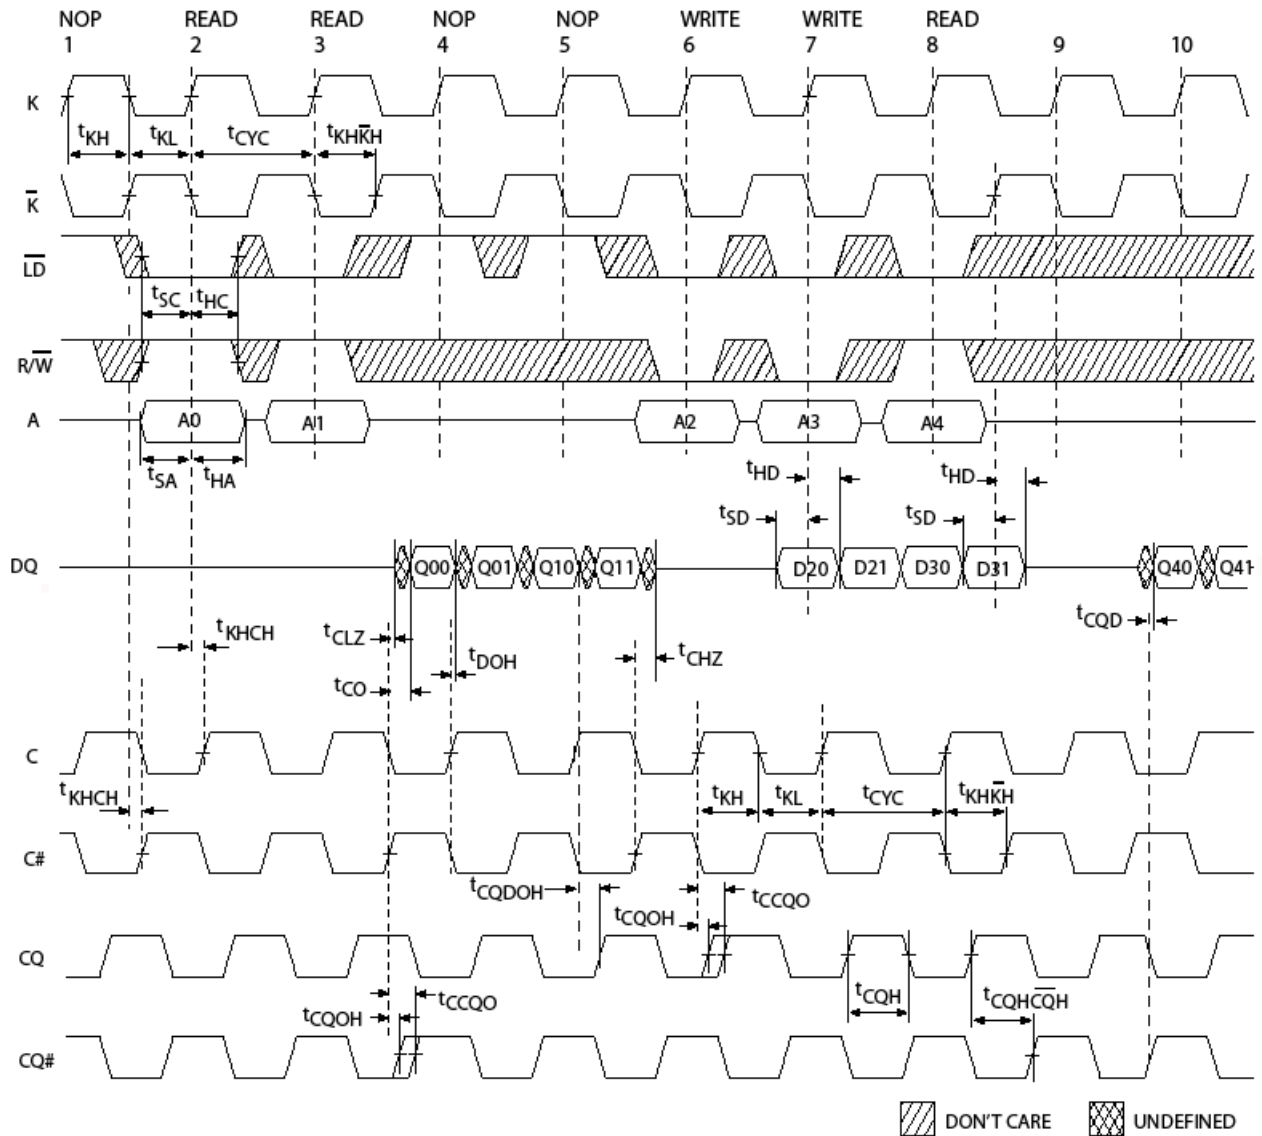 NOP READ READ NOP NOP WRITE WRITE READ
1 2 3 4 5 6 7 8 9 10
K
tKH tKL tCYC tKHK̅H
K̅
L̅D̅
tSC tHC
R/W̅
A A0 A1 A2 A3 A4
tSA tHA tHD tHD
tSD tSD
DQ Q00 Q01 Q10 Q11 D20 D21 D30 D31 Q40 Q41
tCQD
tKHCH tCLZ tDOH tCHZ
tCO
C
tKHCH tKH tKL tCYC tKHK̅H
C#
tCQDOH tCCQO
tCQOH
CQ
tCQH tCQHC̅Q̅H
tCCQO
tCQOH
CQ#
DON'T CARE UNDEFINED